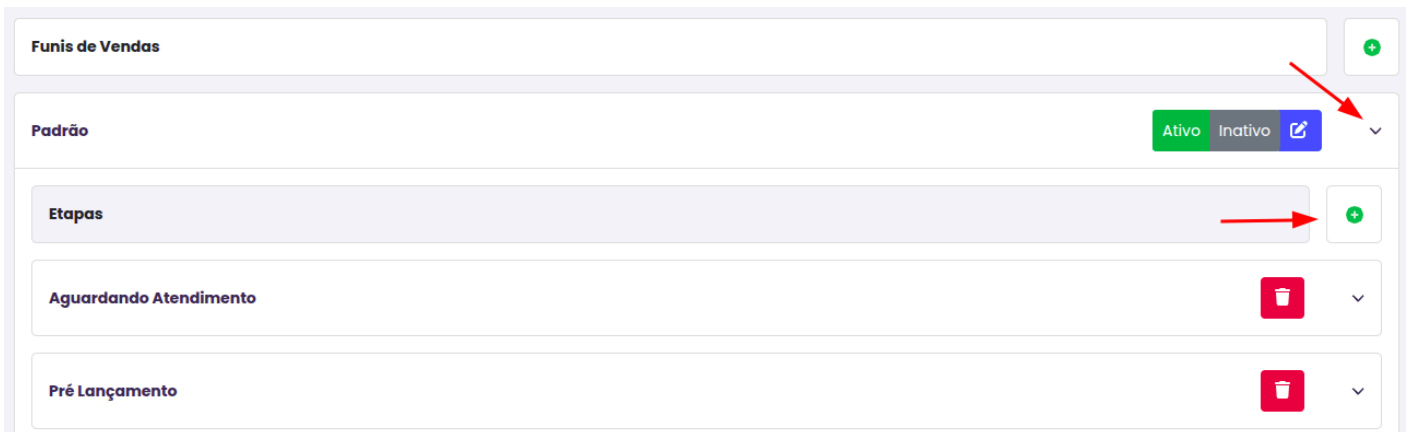 Funis de Vendas
Padrão
Ativo Inativo
Etapas
Aguardando Atendimento
Pré Lançamento